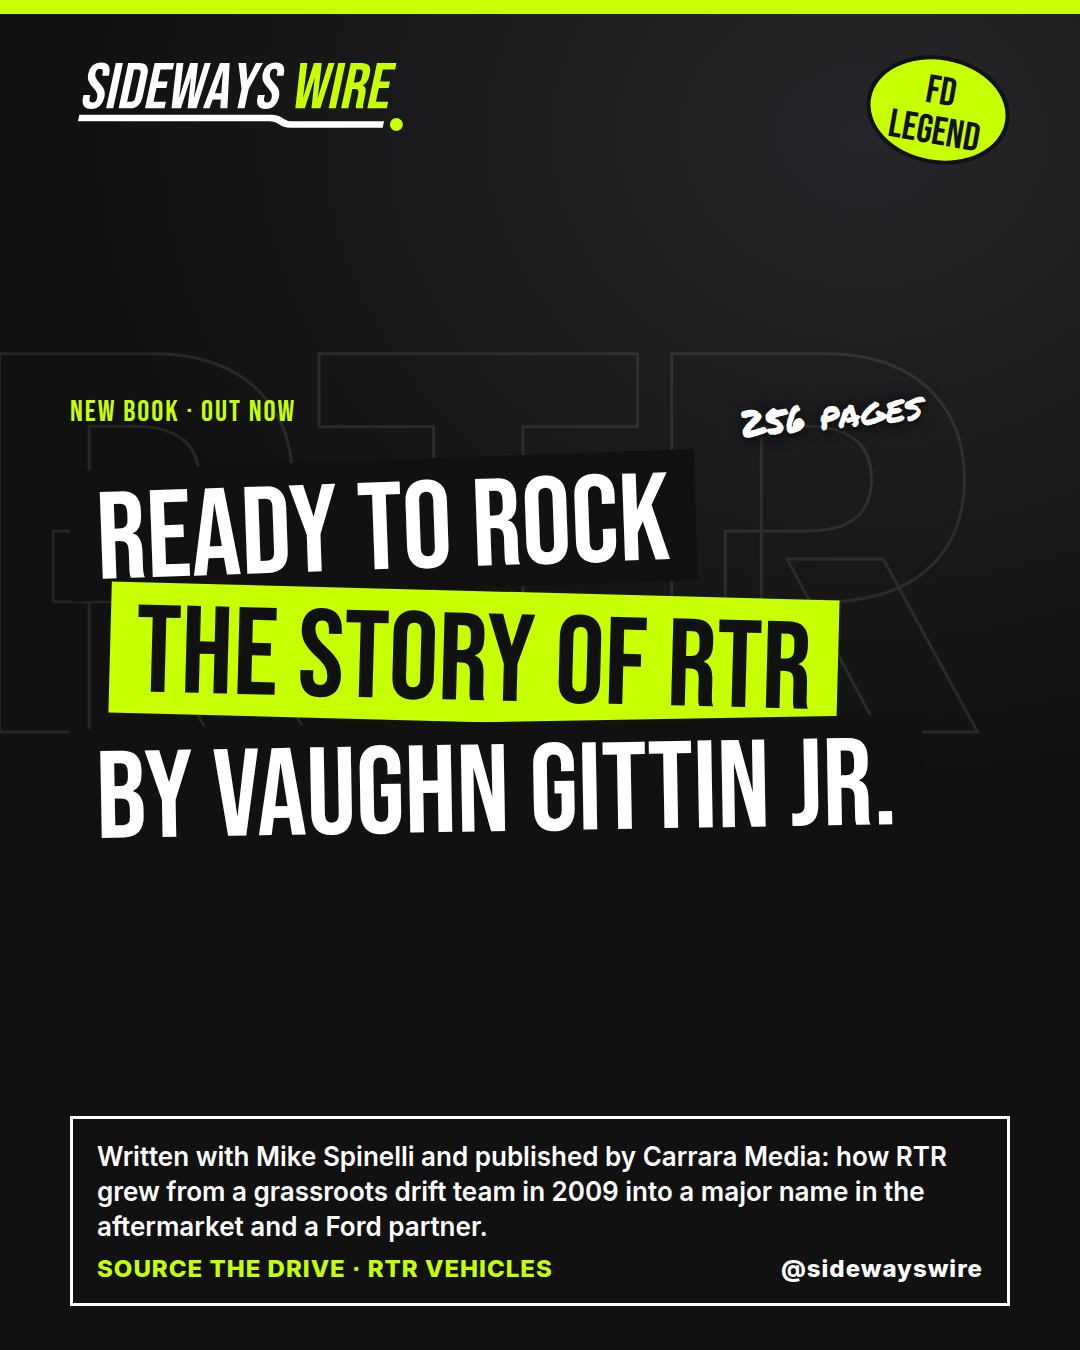 SIDEWAYS WIRE
FD
LEGEND
RTR
NEW BOOK · OUT NOW
256 PAGES
READY TO ROCK
THE STORY OF RTR
BY VAUGHN GITTIN JR.
Written with Mike Spinelli and published by Carrara Media: how RTR
grew from a grassroots drift team in 2009 into a major name in the
aftermarket and a Ford partner.
SOURCE THE DRIVE · RTR VEHICLES
@sidewayswire